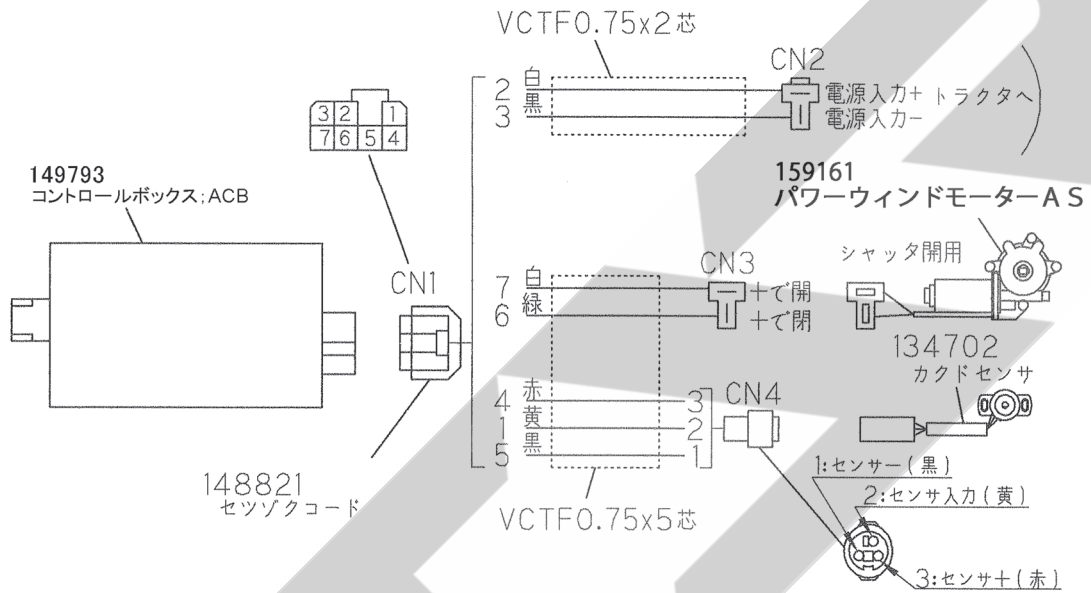 VCTF0.75x2芯
CN2
2 白
3 黒
電源入力+
電源入力-
トラクタへ
3 2 1
7 6 5 4
149793
コントロールボックス;ACB
159161
パワーウィンドモーターAS
CN1
7 白
6 緑
CN3
+で開
+で閉
シャッタ開用
134702
カクドセンサ
4 赤 3
1 黄 2
5 黒 1
CN4
148821
セツゾクコード
VCTF0.75x5芯
1:センサー(黒)
2:センサ入力(黄)
3:センサ+(赤)